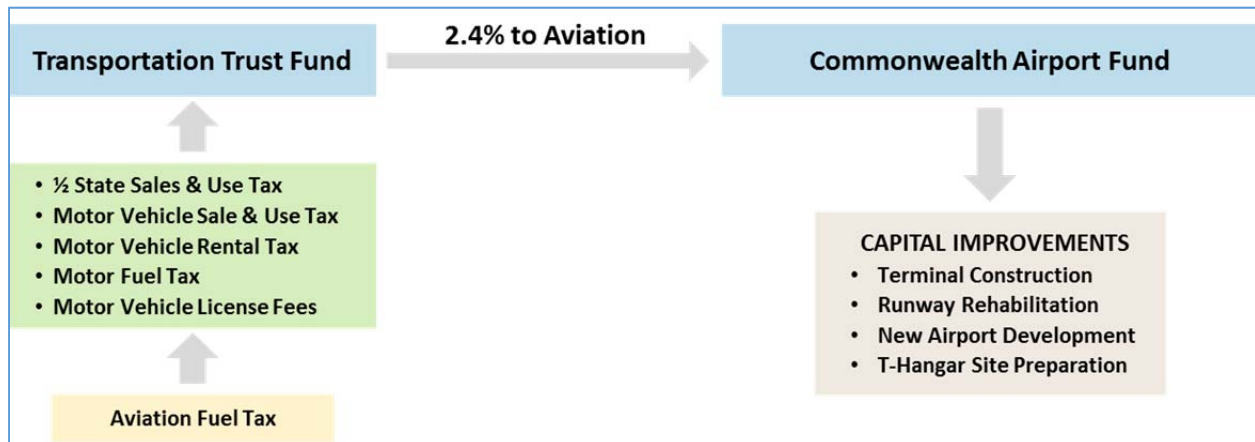 2.4% to Aviation
Transportation Trust Fund
Commonwealth Airport Fund
• ½ State Sales & Use Tax
• Motor Vehicle Sale & Use Tax
• Motor Vehicle Rental Tax
• Motor Fuel Tax
• Motor Vehicle License Fees
Aviation Fuel Tax
CAPITAL IMPROVEMENTS
• Terminal Construction
• Runway Rehabilitation
• New Airport Development
• T-Hangar Site Preparation